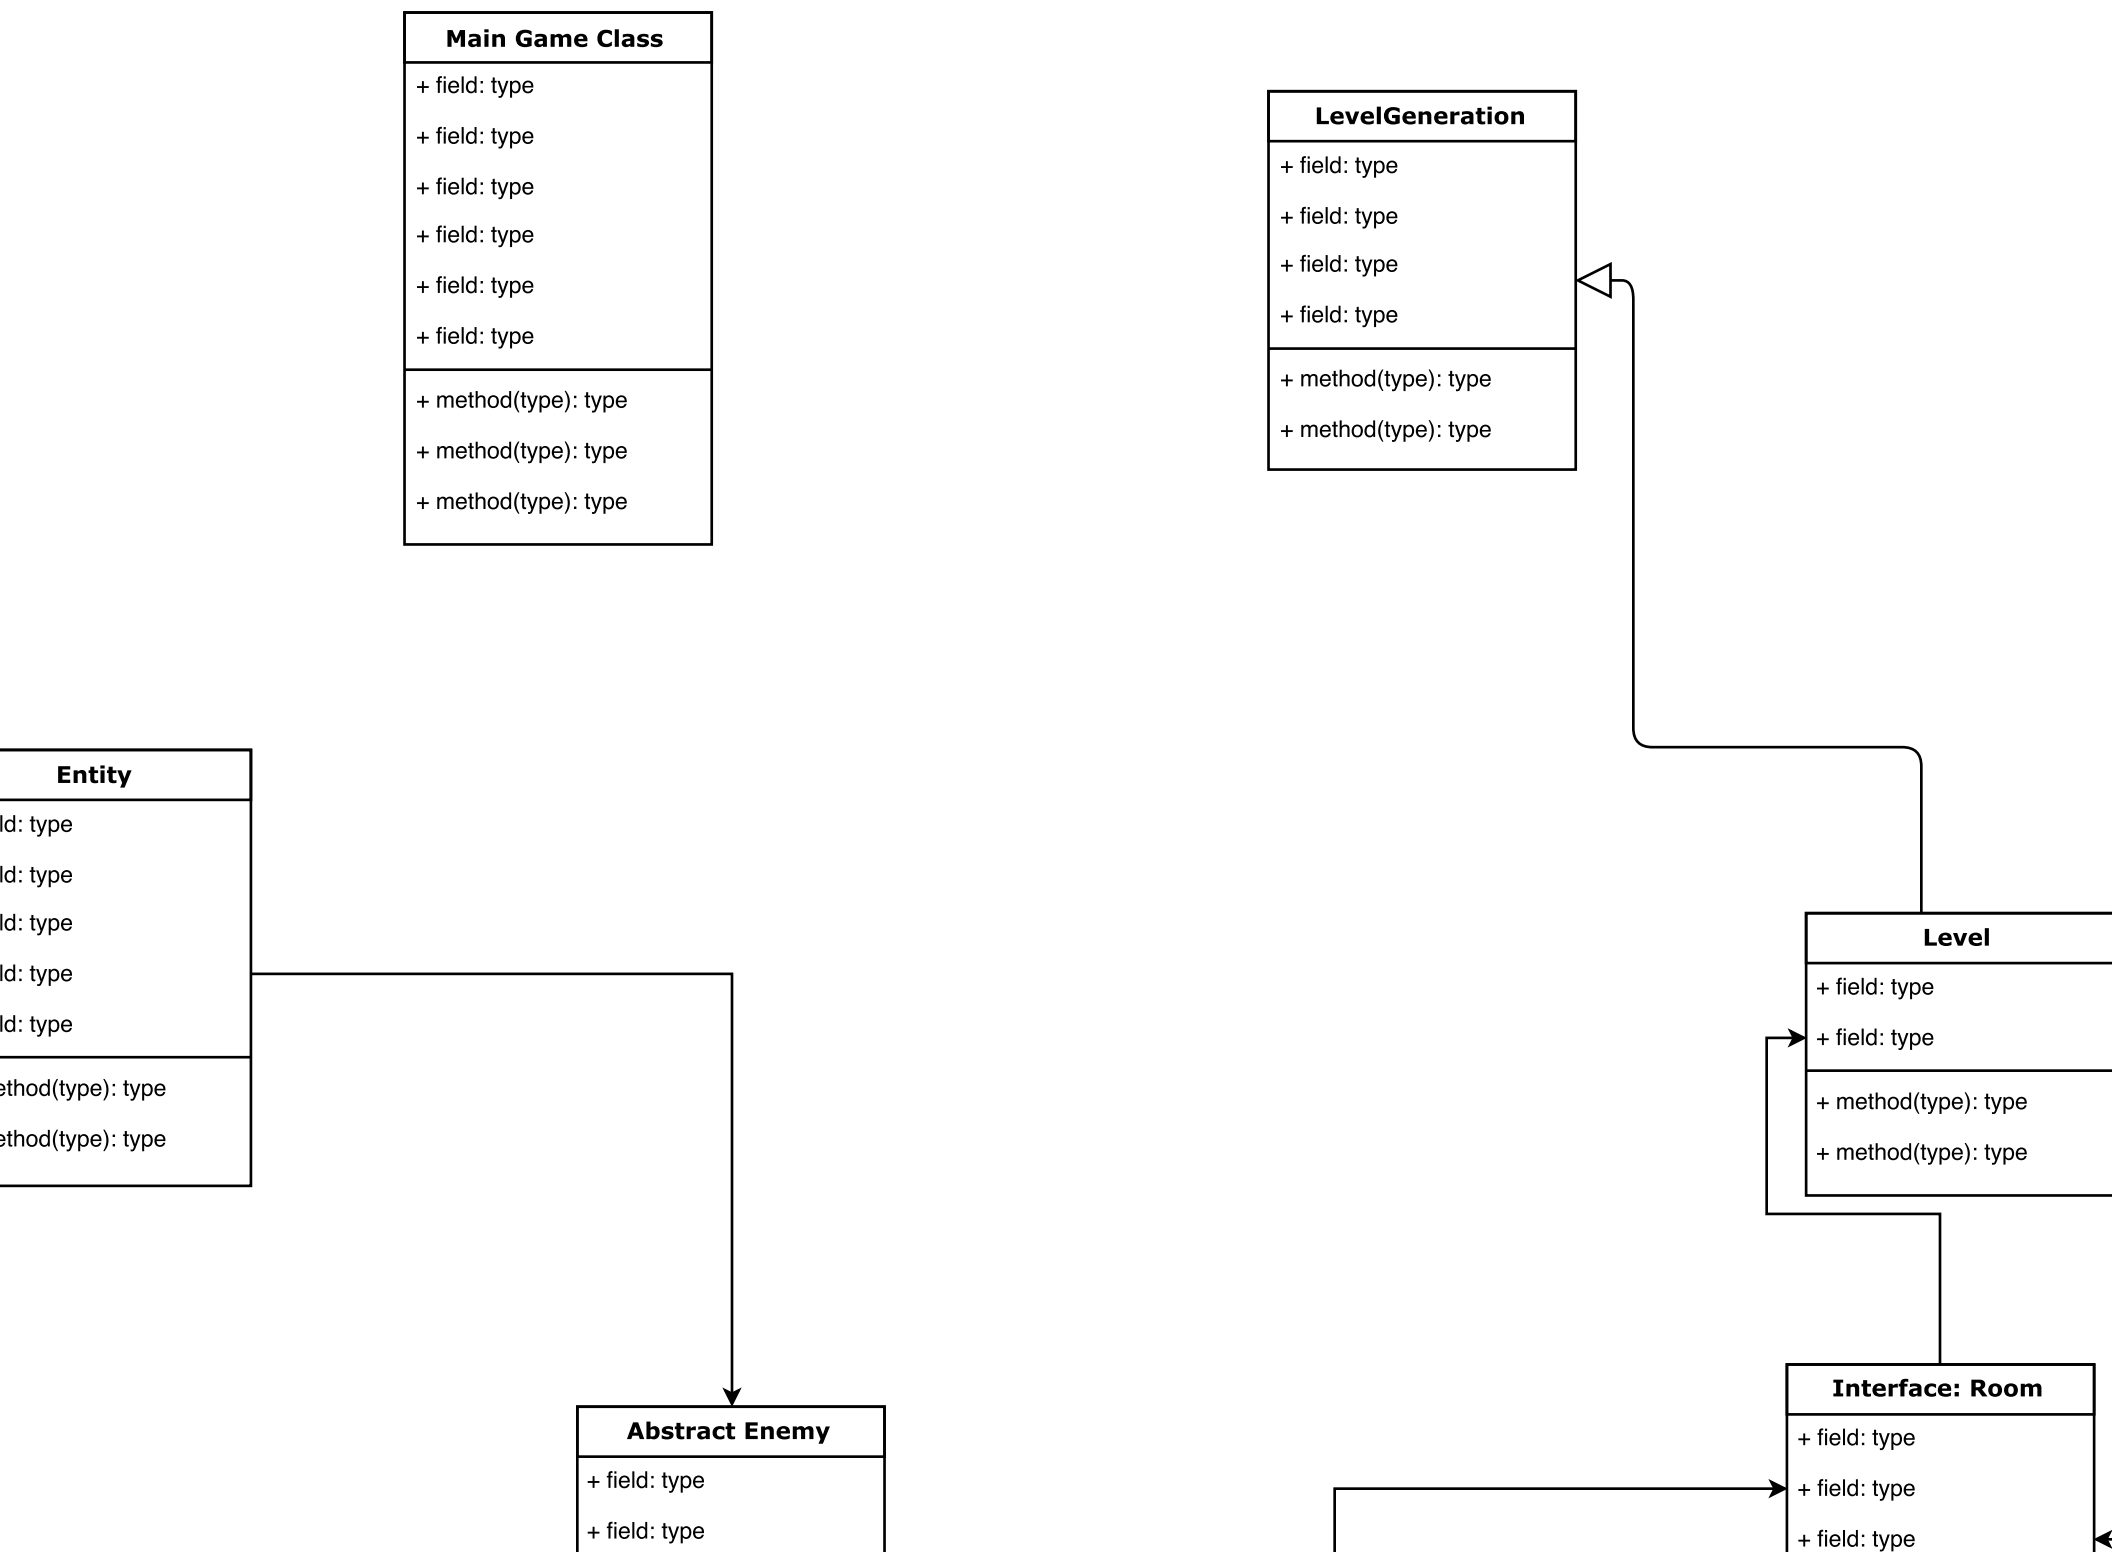 Main Game Class
+ field: type
+ field: type
+ field: type
+ field: type
+ field: type
+ field: type
+ method(type): type
+ method(type): type
+ method(type): type
LevelGeneration
+ field: type
+ field: type
+ field: type
+ field: type
+ method(type): type
+ method(type): type
Entity
ld: type
ld: type
ld: type
ld: type
ld: type
ethod(type): type
ethod(type): type
Level
+ field: type
+ field: type
+ method(type): type
+ method(type): type
Abstract Enemy
+ field: type
+ field: type
Interface: Room
+ field: type
+ field: type
+ field: type